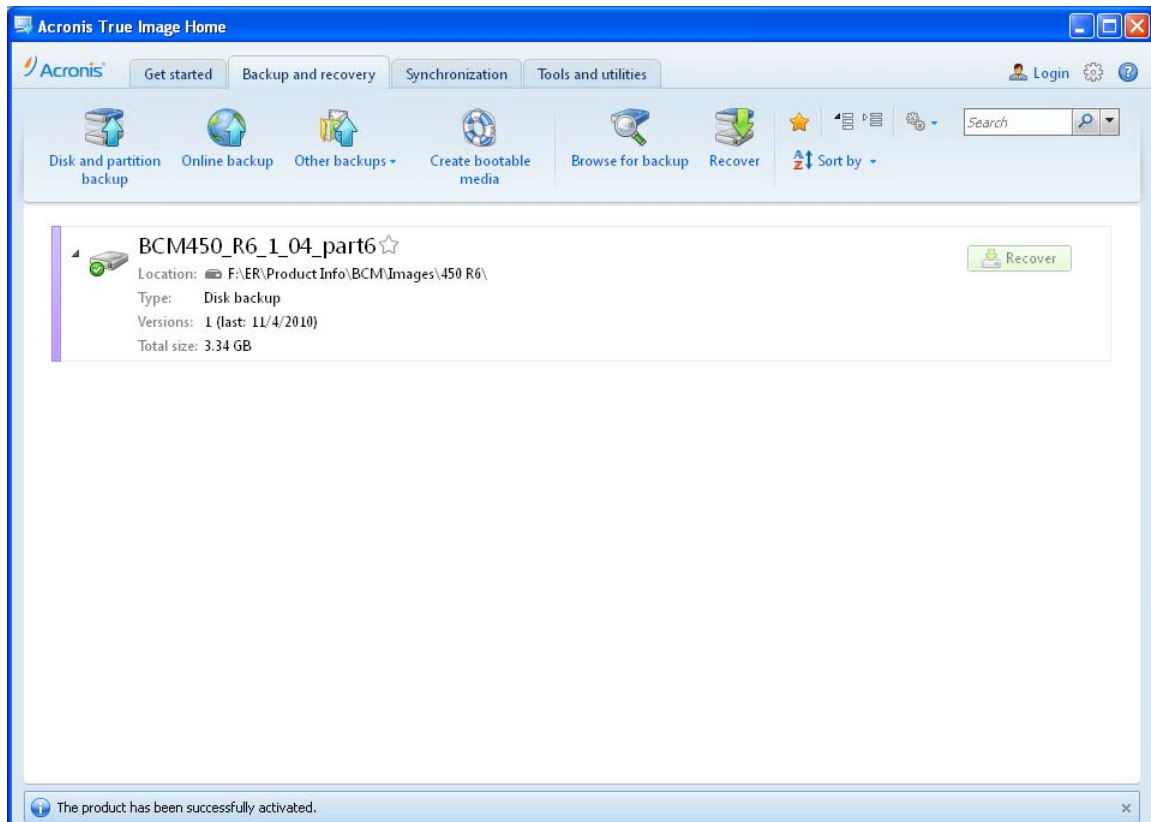 Acronis True Image Home
Acronis
Get started
Backup and recovery
Synchronization
Tools and utilities
Login
Disk and partition
backup
Online backup
Other backups
Create bootable
media
Browse for backup
Recover
A
Z
Sort by
Search
BCM450_R6_1_04_part6
Recover
Location: F:\ER\Product Info\BCM\Images\450 R6\
Type: Disk backup
Versions: 1 (last: 11/4/2010)
Total size: 3.34 GB
The product has been successfully activated.